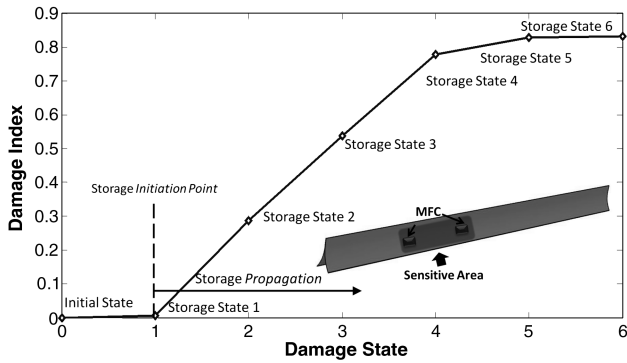 0.9
Storage State 6
0.8
Storage State 5
0.7
Storage State 4
0.6
Damage Index
0.5
Storage State 3
0.4
Storage Initiation Point
0.3
Storage State 2
MFC
0.2
Sensitive Area
Storage Propagation
0.1
Initial State
Storage State 1
0
0 1 2 3 4 5 6
Damage State